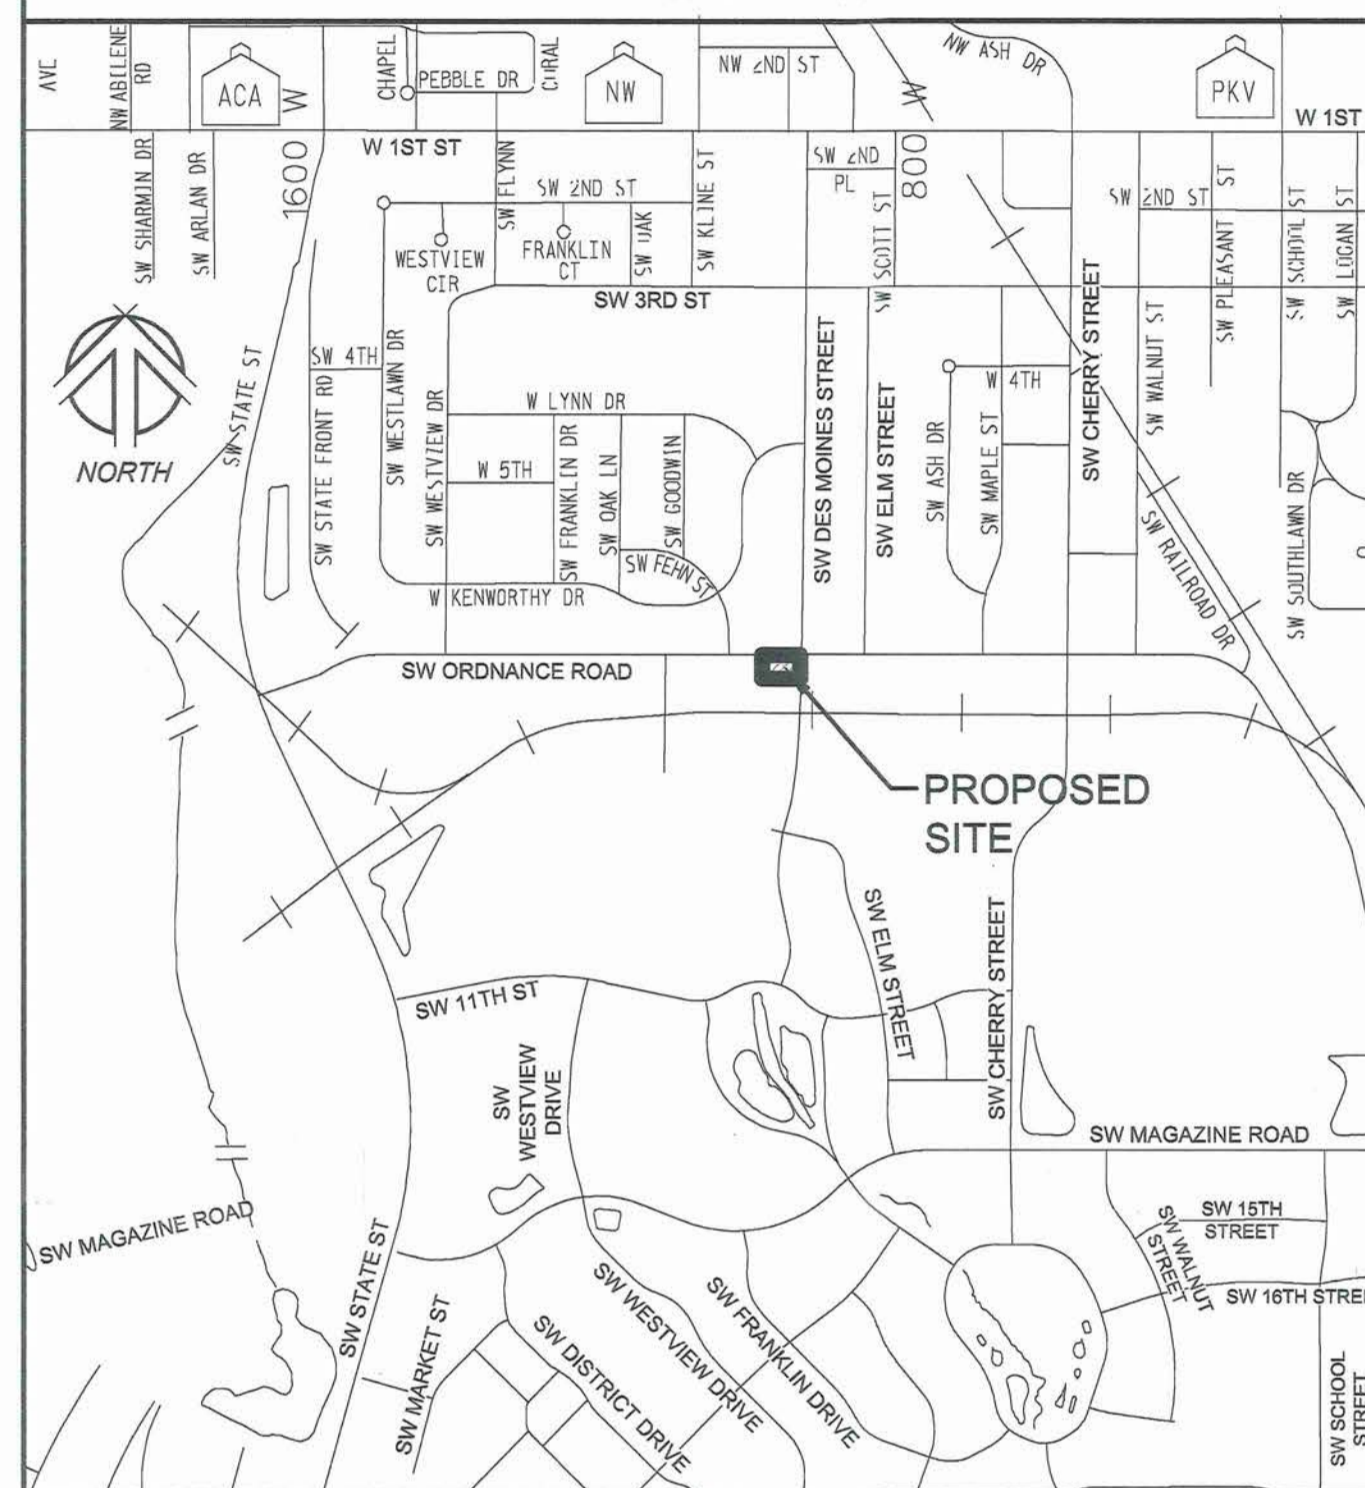 AVE
NW ABILENE
RD
ACA
W
1600
CHAPEL
PEBBLE DR
CORAL
NW
NW 2ND ST
W
800
NW ASH DR
PKV
W 1ST
W 1ST ST
SW SHARMIN DR
SW ARLAN DR
SW FLYNN
SW 2ND ST
WESTVIEW
CIR
FRANKLIN
CT
SW OAK
SW KLINE ST
SW 2ND
PL
SW SCOTT ST
SW 2ND ST
SW PLEASANT ST
SW SCHOOL ST
SW LOGAN ST
SW 3RD ST
NORTH
SW STATE ST
SW 4TH
SW STATE FRONT RD
SW WESTLAWN DR
SW WESTVIEW DR
W LYNN DR
W 5TH
SW FRANKLIN DR
SW OAK LN
SW GOODWIN
SW FEHN ST
W KENWORTHY DR
SW DES MOINES STREET
SW ELM STREET
SW ASH DR
SW MAPLE ST
W 4TH
SW CHERRY STREET
SW WALNUT ST
SW RAILROAD DR
SW SOUTHLAWN DR
SW ORDNANCE ROAD
PROPOSED
SITE
SW ELM STREET
SW CHERRY STREET
SW 11TH ST
SW
WESTVIEW
DRIVE
SW MAGAZINE ROAD
SW MAGAZINE ROAD
SW 15TH
STREET
SW WALNUT
STREET
SW 16TH STRE
SW STATE ST
SW MARKET ST
SW DISTRICT DRIVE
SW WESTVIEW DRIVE
SW FRANKLIN DRIVE
SW SCHOOL
STREET